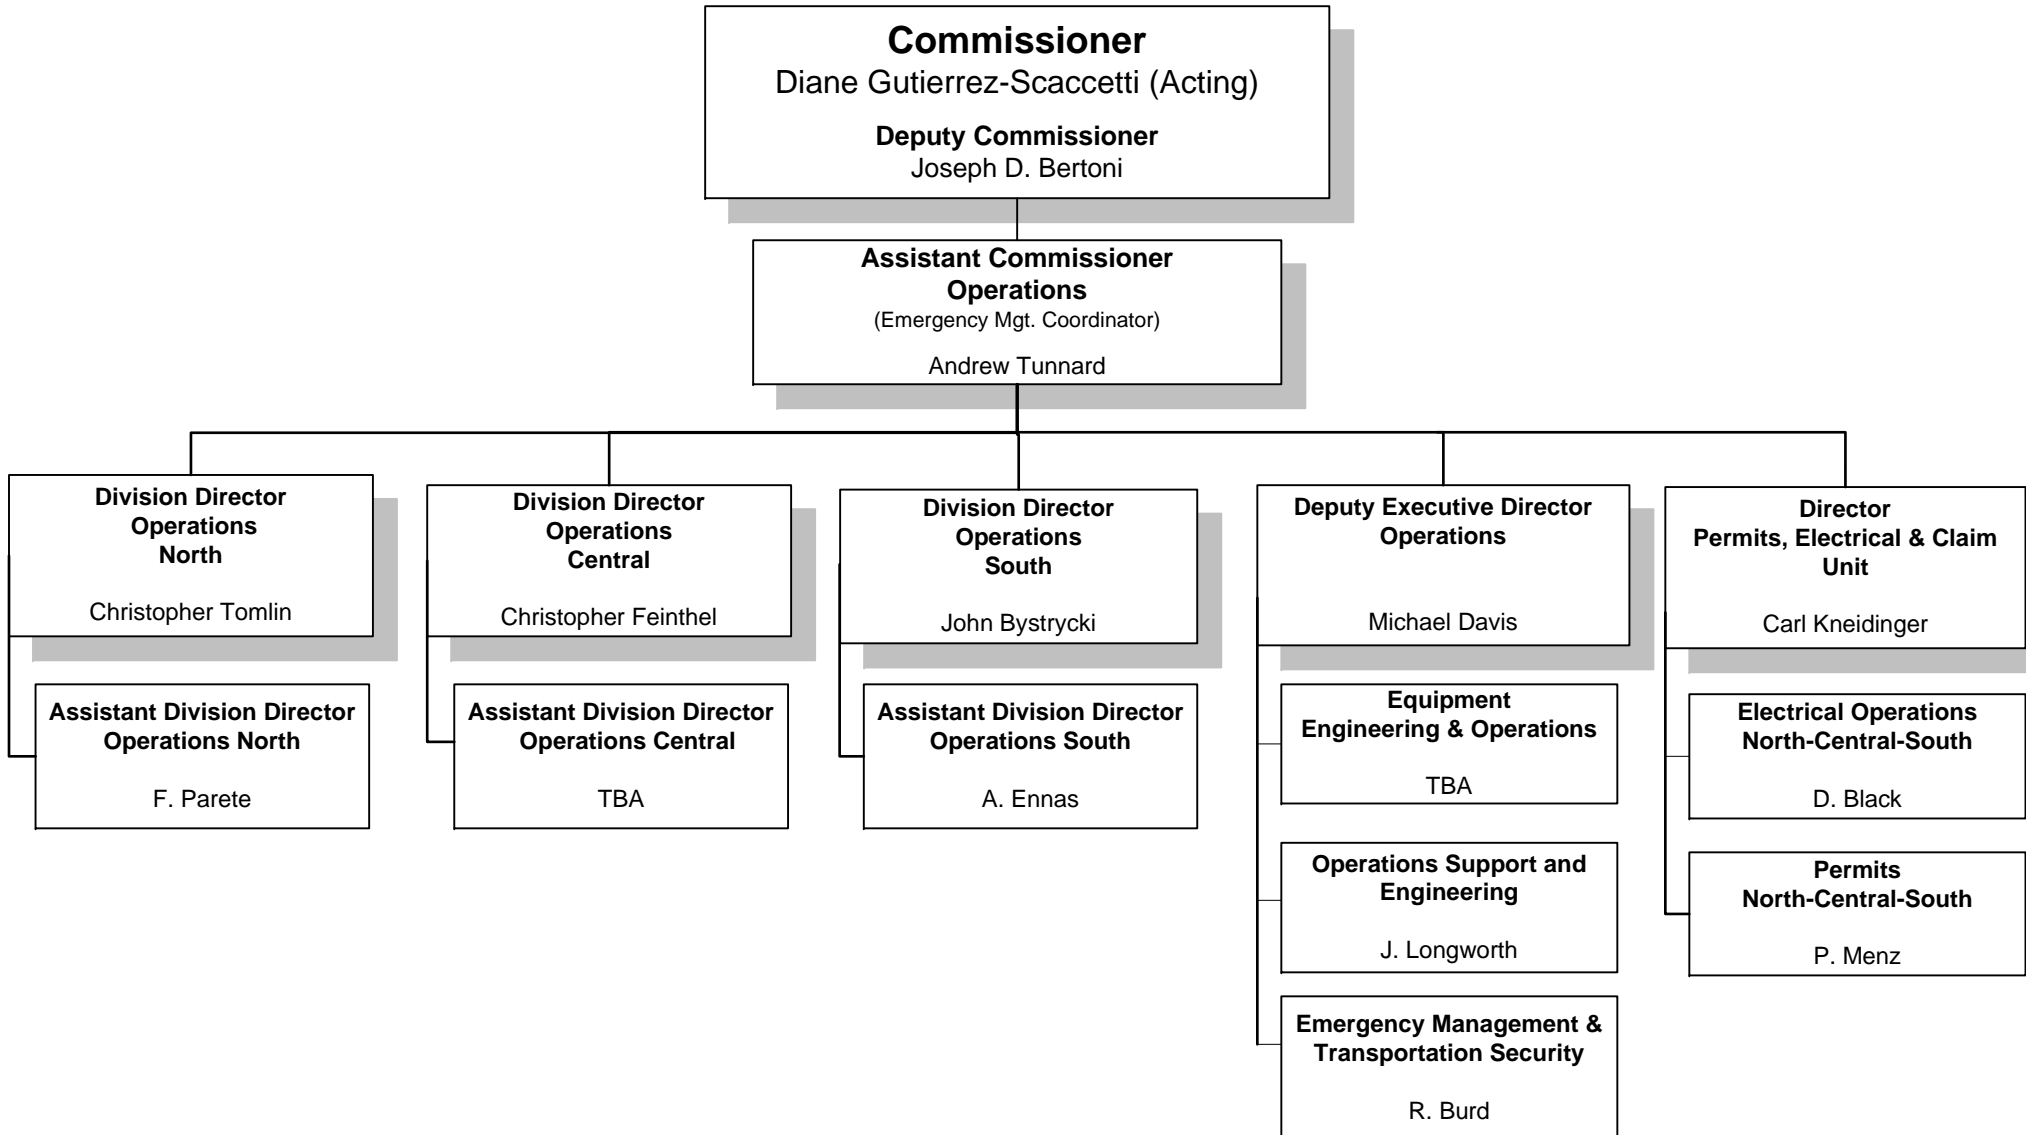 Commissioner
Diane Gutierrez-Scaccetti (Acting)
Deputy Commissioner
Joseph D. Bertoni
Assistant Commissioner
Operations
(Emergency Mgt. Coordinator)
Andrew Tunnard
Division Director
Operations
North
Christopher Tomlin
Division Director
Operations
Central
Christopher Feinthel
Division Director
Operations
South
John Bystrycki
Deputy Executive Director
Operations
Michael Davis
Director
Permits, Electrical & Claim
Unit
Carl Kneidinger
Assistant Division Director
Operations North
F. Parete
Assistant Division Director
Operations Central
TBA
Assistant Division Director
Operations South
A. Ennas
Equipment
Engineering & Operations
TBA
Operations Support and
Engineering
J. Longworth
Emergency Management &
Transportation Security
R. Burd
Electrical Operations
North-Central-South
D. Black
Permits
North-Central-South
P. Menz